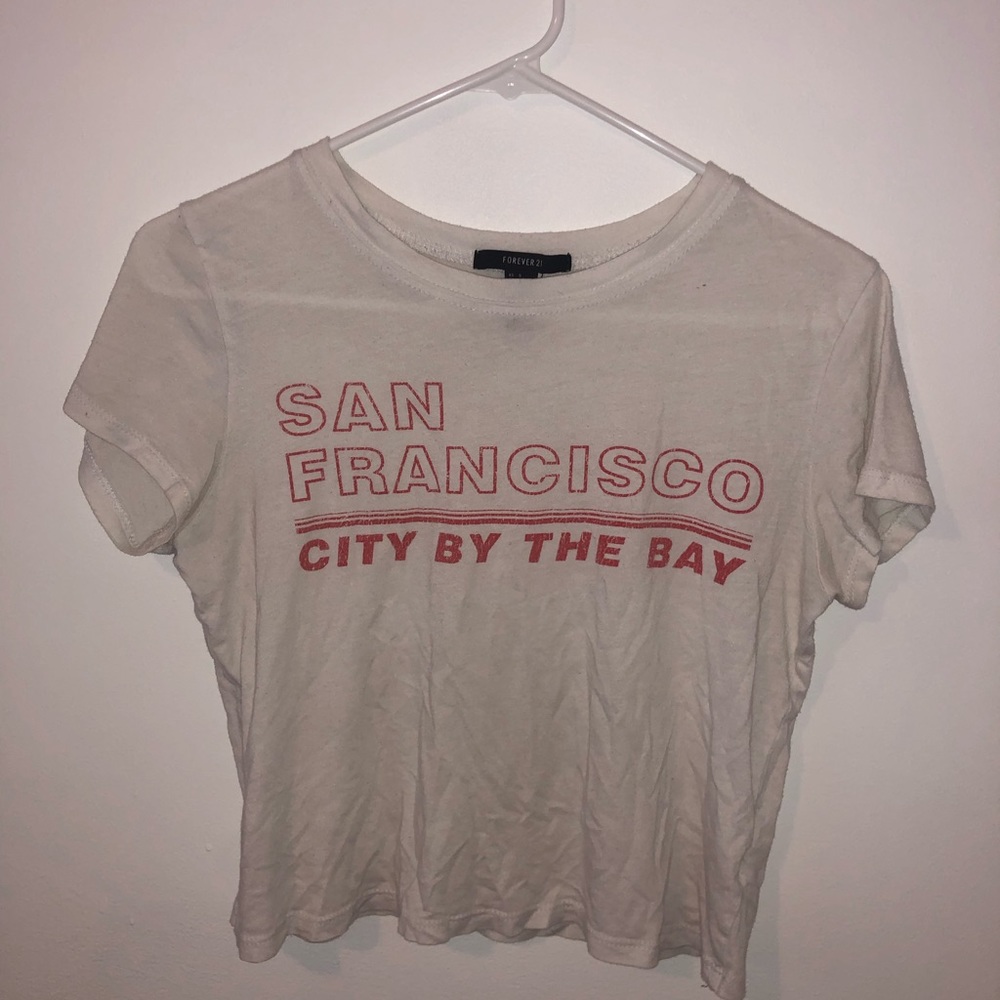 FOREVER 21
SAN
FRANCISCO
CITY BY THE BAY